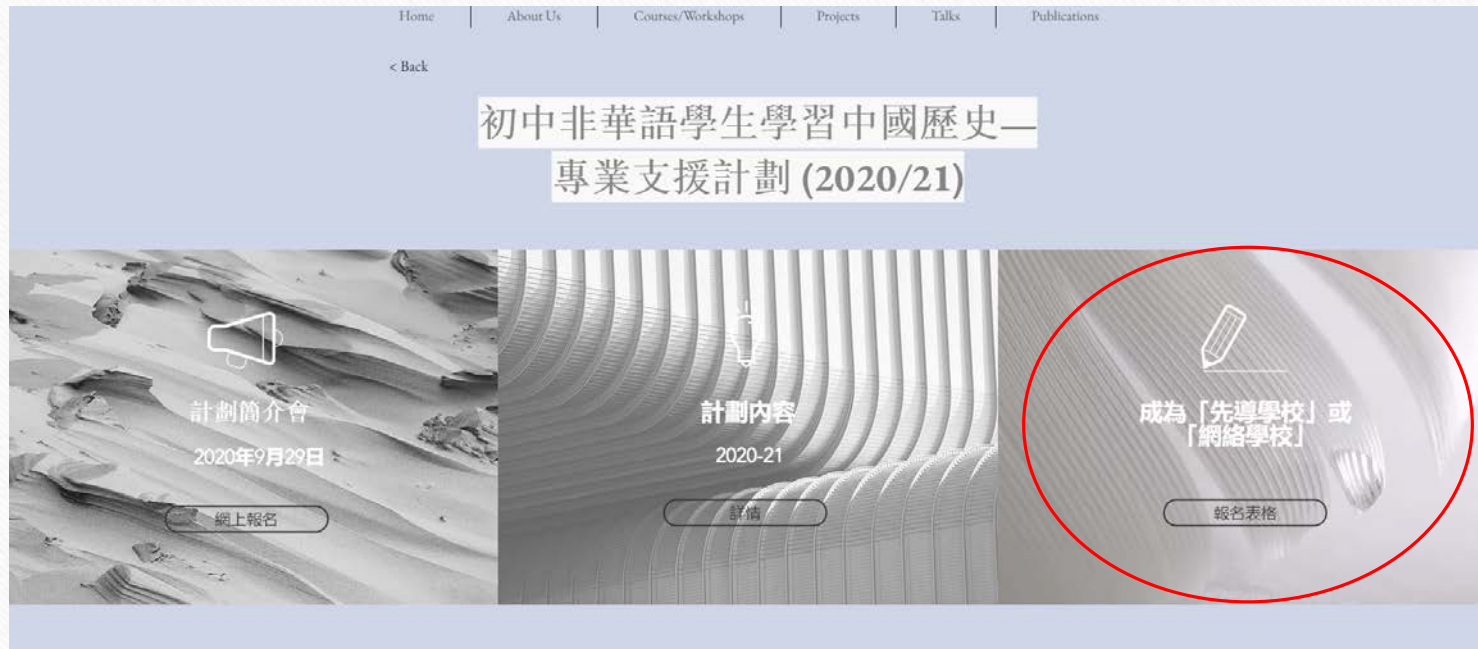 Home
About Us
Courses/Workshops
Projects
Talks
Publications
< Back
初中非華語學生學習中國歷史—
專業支援計劃 (2020/21)
計劃簡介會
2020年9月29日
網上報名
計劃內容
2020-21
詳情
成為「先導學校」或
「網絡學校」
報名表格